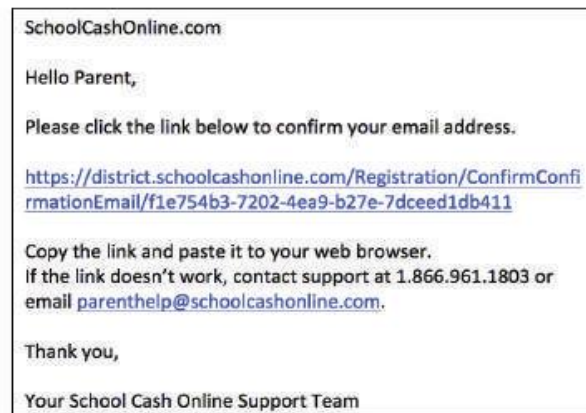 SchoolCashOnline.com
Hello Parent,
Please click the link below to confirm your email address.
https://district.schoolcashonline.com/Registration/ConfirmConfi
rmationEmail/f1e754b3-7202-4ea9-b27e-7dceed1db411
Copy the link and paste it to your web browser.
If the link doesn't work, contact support at 1.866.961.1803 or
email parenthelp@schoolcashonline.com.
Thank you,
Your School Cash Online Support Team